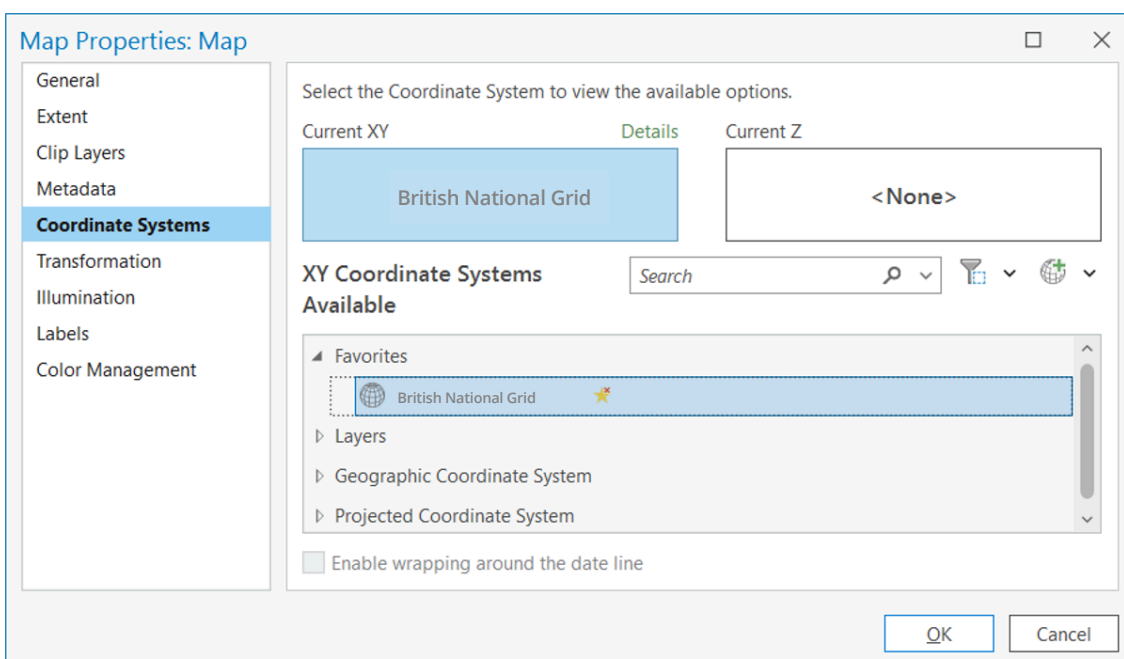 Map Properties: Map
General
Extent
Clip Layers
Metadata
Coordinate Systems
Transformation
Illumination
Labels
Color Management
Select the Coordinate System to view the available options.
Current XY
Details
Current Z
British National Grid
<None>
XY Coordinate Systems
Available
Search
Favorites
British National Grid
Layers
Geographic Coordinate System
Projected Coordinate System
Enable wrapping around the date line
OK
Cancel